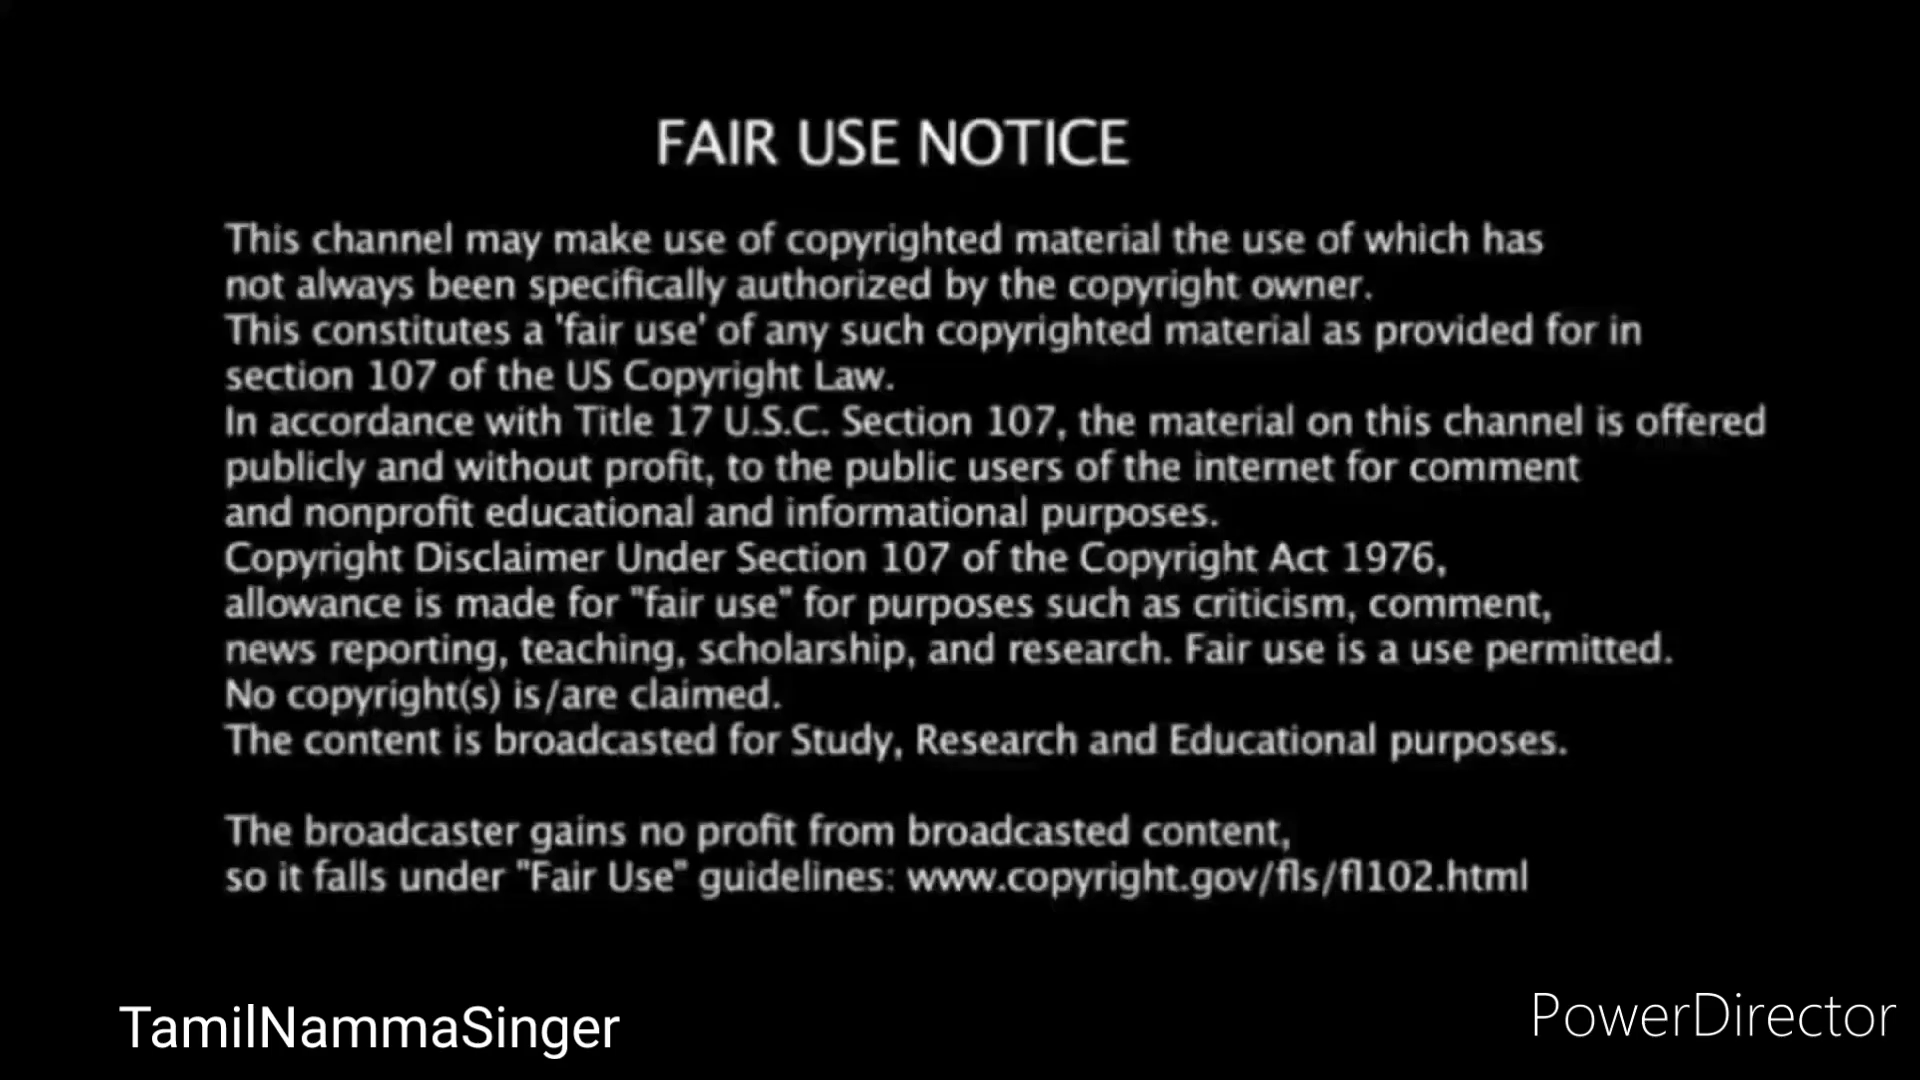 FAIR USE NOTICE
This channel may make use of copyrighted material the use of which has
not always been specifically authorized by the copyright owner.
This constitutes a 'fair use' of any such copyrighted material as provided for in
section 107 of the US Copyright Law.
In accordance with Title 17 U.S.C. Section 107, the material on this channel is offered
publicly and without profit, to the public users of the internet for comment
and nonprofit educational and informational purposes.
Copyright Disclaimer Under Section 107 of the Copyright Act 1976,
allowance is made for "fair use" for purposes such as criticism, comment,
news reporting, teaching, scholarship, and research. Fair use is a use permitted.
No copyright(s) is/are claimed.
The content is broadcasted for Study, Research and Educational purposes.
The broadcaster gains no profit from broadcasted content,
so it falls under "Fair Use" guidelines: www.copyright.gov/fls/fl102.html
TamilNammaSinger
PowerDirector